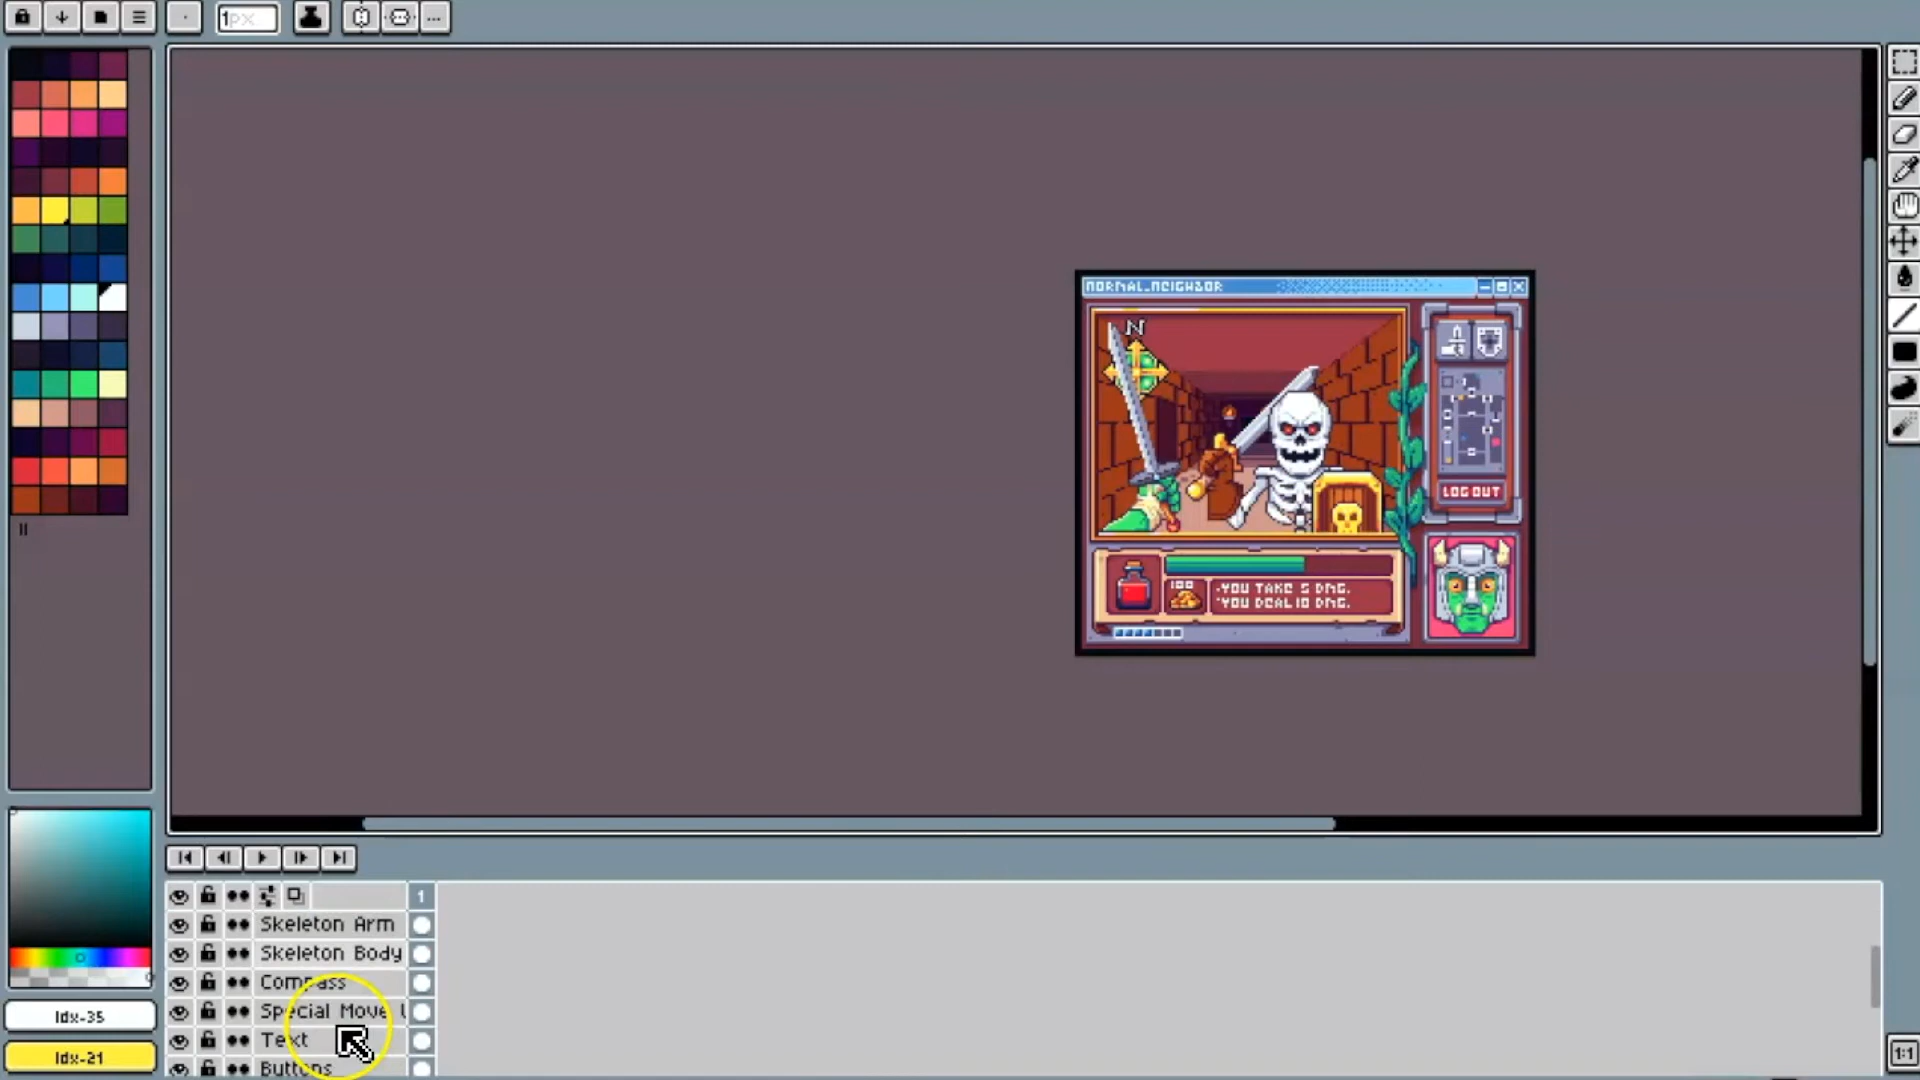 1px
...
NORMAL_NEIGHBOR
N
LOG OUT
100
-YOU TAKE 5 DMG.
-YOU DEAL 10 DMG.
1
Skeleton Arm
Skeleton Body
Compass
Special Move
Text
Buttons
Idx-35
Idx-21
1:1